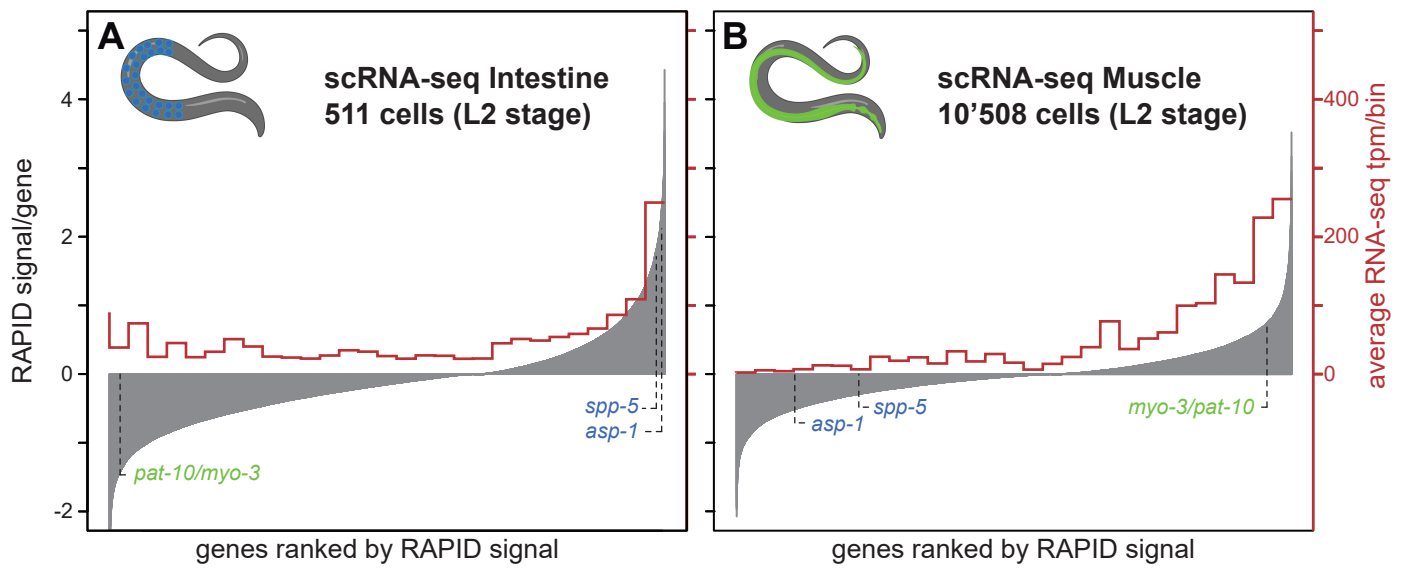 A
scRNA-seq Intestine
511 cells (L2 stage)
B
scRNA-seq Muscle
10’508 cells (L2 stage)
RAPID signal/gene
4
2
0
-2
400
200
0
average RNA-seq tpm/bin
spp-5
asp-1
pat-10/myo-3
spp-5
asp-1
myo-3/pat-10
genes ranked by RAPID signal
genes ranked by RAPID signal